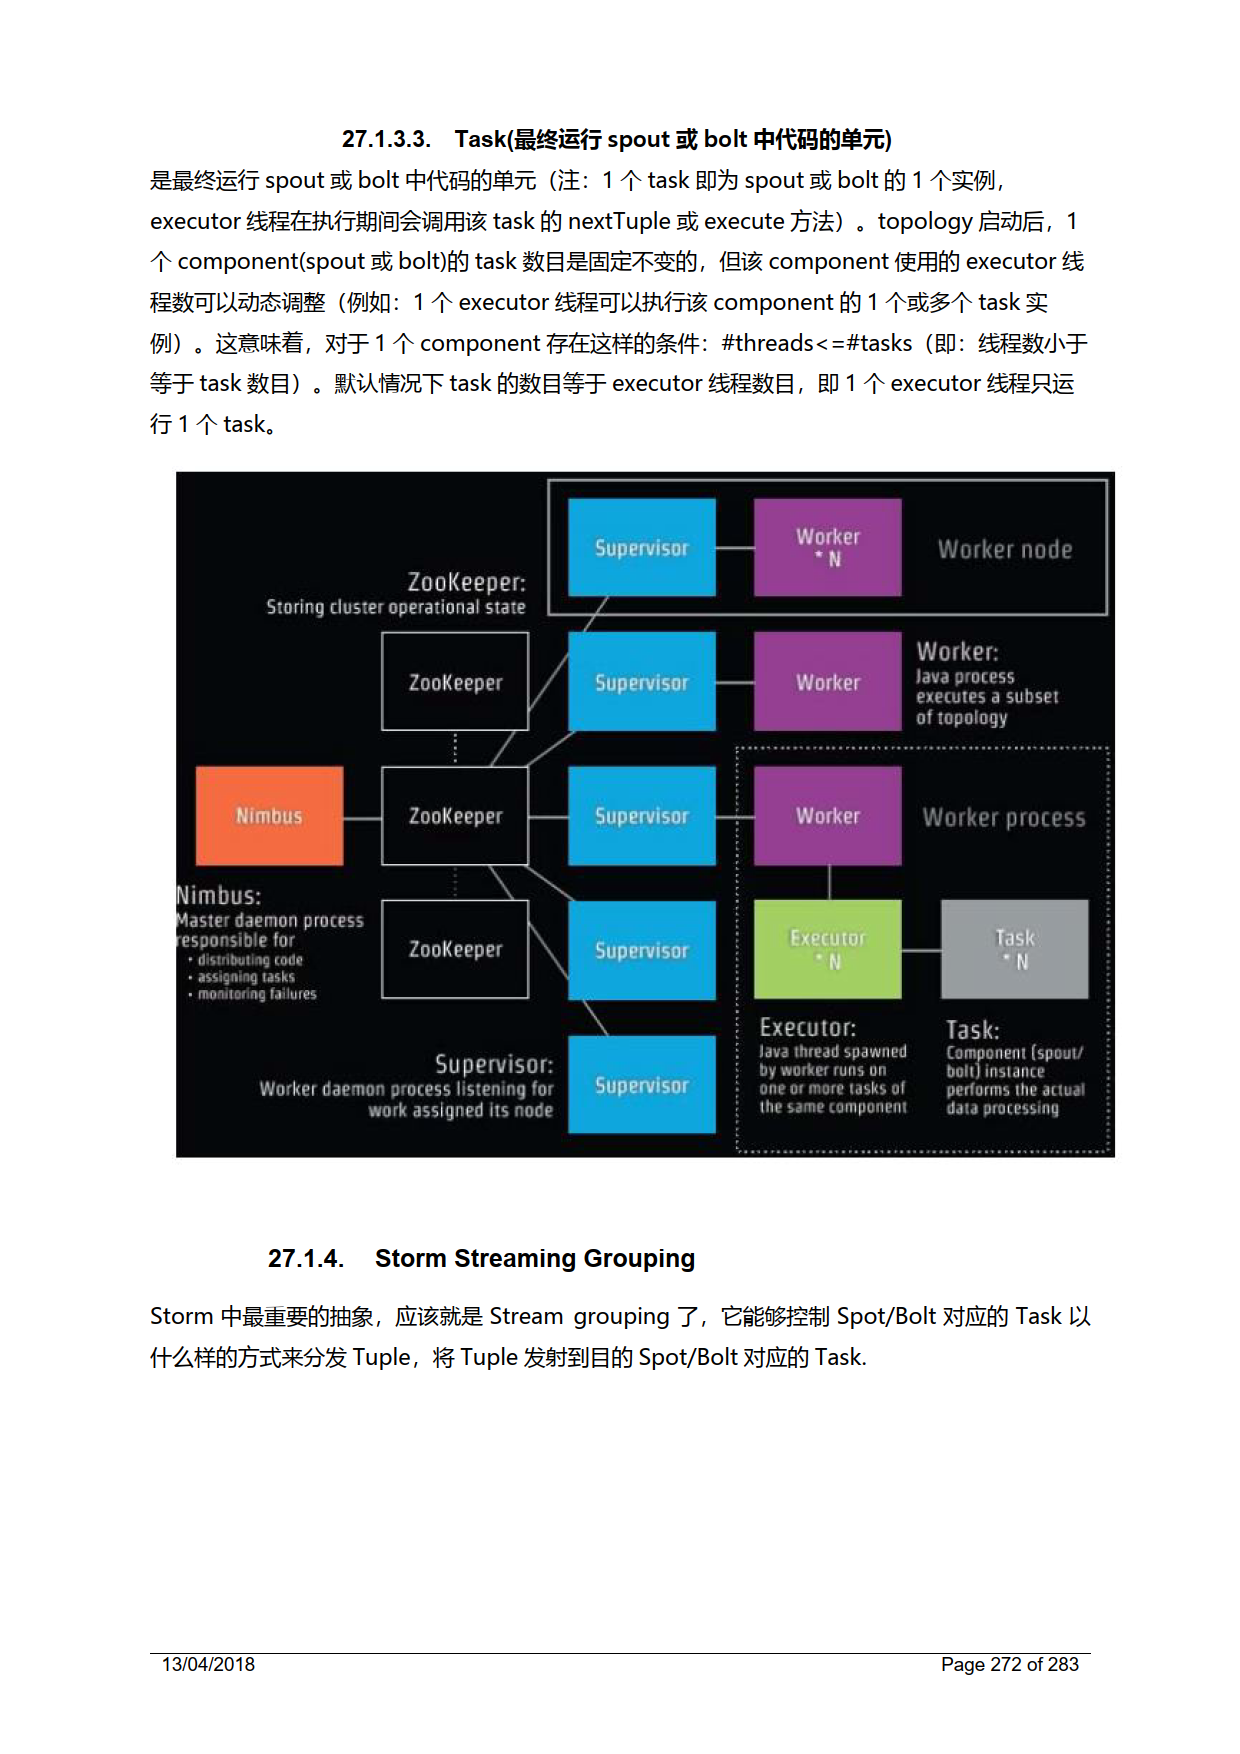 27.1.3.3. Task(最终运行 spout 或 bolt 中代码的单元)
是最终运行 spout 或 bolt 中代码的单元（注：1 个 task 即为 spout 或 bolt 的 1 个实例，
executor 线程在执行期间会调用该 task 的 nextTuple 或 execute 方法）。topology 启动后，1
个 component(spout 或 bolt)的 task 数目是固定不变的，但该 component 使用的 executor 线
程数可以动态调整（例如：1 个 executor 线程可以执行该 component 的 1 个或多个 task 实
例）。这意味着，对于 1 个 component 存在这样的条件：#threads<=#tasks（即：线程数小于
等于 task 数目）。默认情况下 task 的数目等于 executor 线程数目，即 1 个 executor 线程只运
行 1 个 task。
Supervisor
Worker
* N
Worker node
ZooKeeper:
Storing cluster operational state
ZooKeeper
Supervisor
Worker
Worker:
Java process
executes a subset
of topology
Nimbus
ZooKeeper
Supervisor
Worker
Worker process
Nimbus:
Master daemon process
responsible for
• distributing code
• assigning tasks
• monitoring failures
ZooKeeper
Supervisor
Executor
* N
Task
* N
Supervisor:
Worker daemon process listening for
work assigned its node
Supervisor
Executor:
Java thread spawned
by worker runs on
one or more tasks of
the same component
Task:
Component (spout/
bolt) instance
performs the actual
data processing
27.1.4. Storm Streaming Grouping
Storm 中最重要的抽象，应该就是 Stream grouping 了，它能够控制 Spot/Bolt 对应的 Task 以
什么样的方式来分发 Tuple，将 Tuple 发射到目的 Spot/Bolt 对应的 Task.
13/04/2018 Page 272 of 283